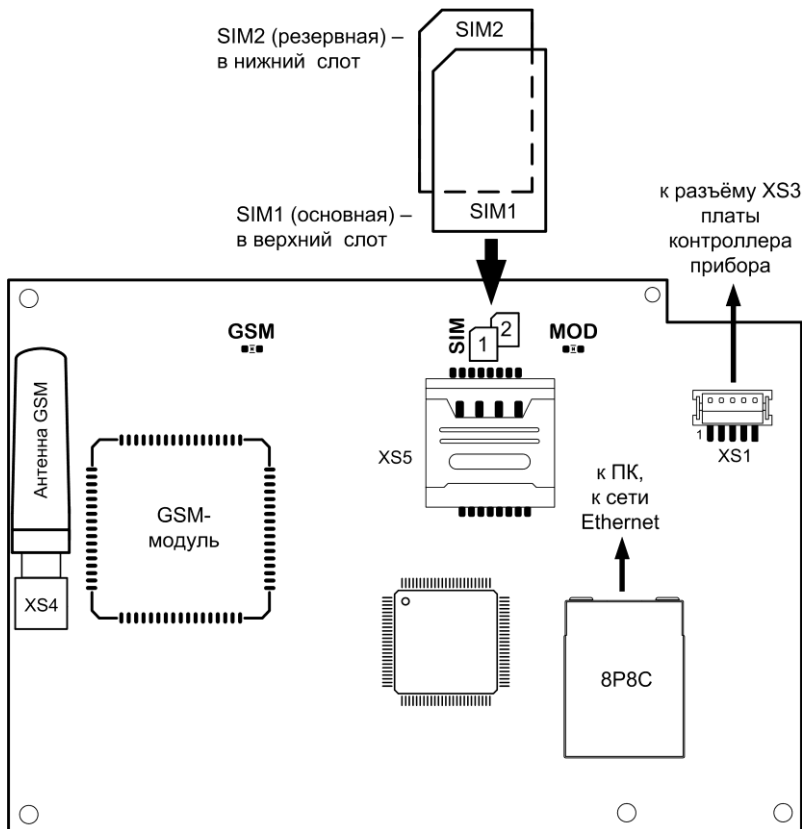 SIM2 (резервная) –
в нижний слот
SIM2
SIM1 (основная) –
в верхний слот
SIM1
к разъёму XS3
платы
контроллера
прибора
GSM
SIM
1
2
MOD
Антенна GSM
XS5
1
XS1
GSM-
модуль
к ПК,
к сети
Ethernet
XS4
8P8C